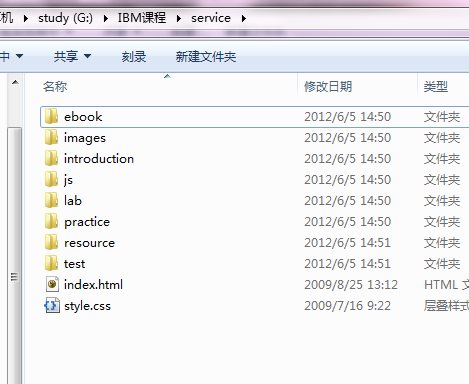 study (G:) ▸ IBM课程 ▸ service ▸
中 ▼ 共享 ▼ 刻录 新建文件夹
名称 修改日期 类型
ebook 2012/6/5 14:50 文件夹
images 2012/6/5 14:50 文件夹
introduction 2012/6/5 14:50 文件夹
js 2012/6/5 14:50 文件夹
lab 2012/6/5 14:50 文件夹
practice 2012/6/5 14:50 文件夹
resource 2012/6/5 14:51 文件夹
test 2012/6/5 14:51 文件夹
index.html 2009/8/25 13:12 HTML 文
style.css 2009/7/16 9:22 层叠样式